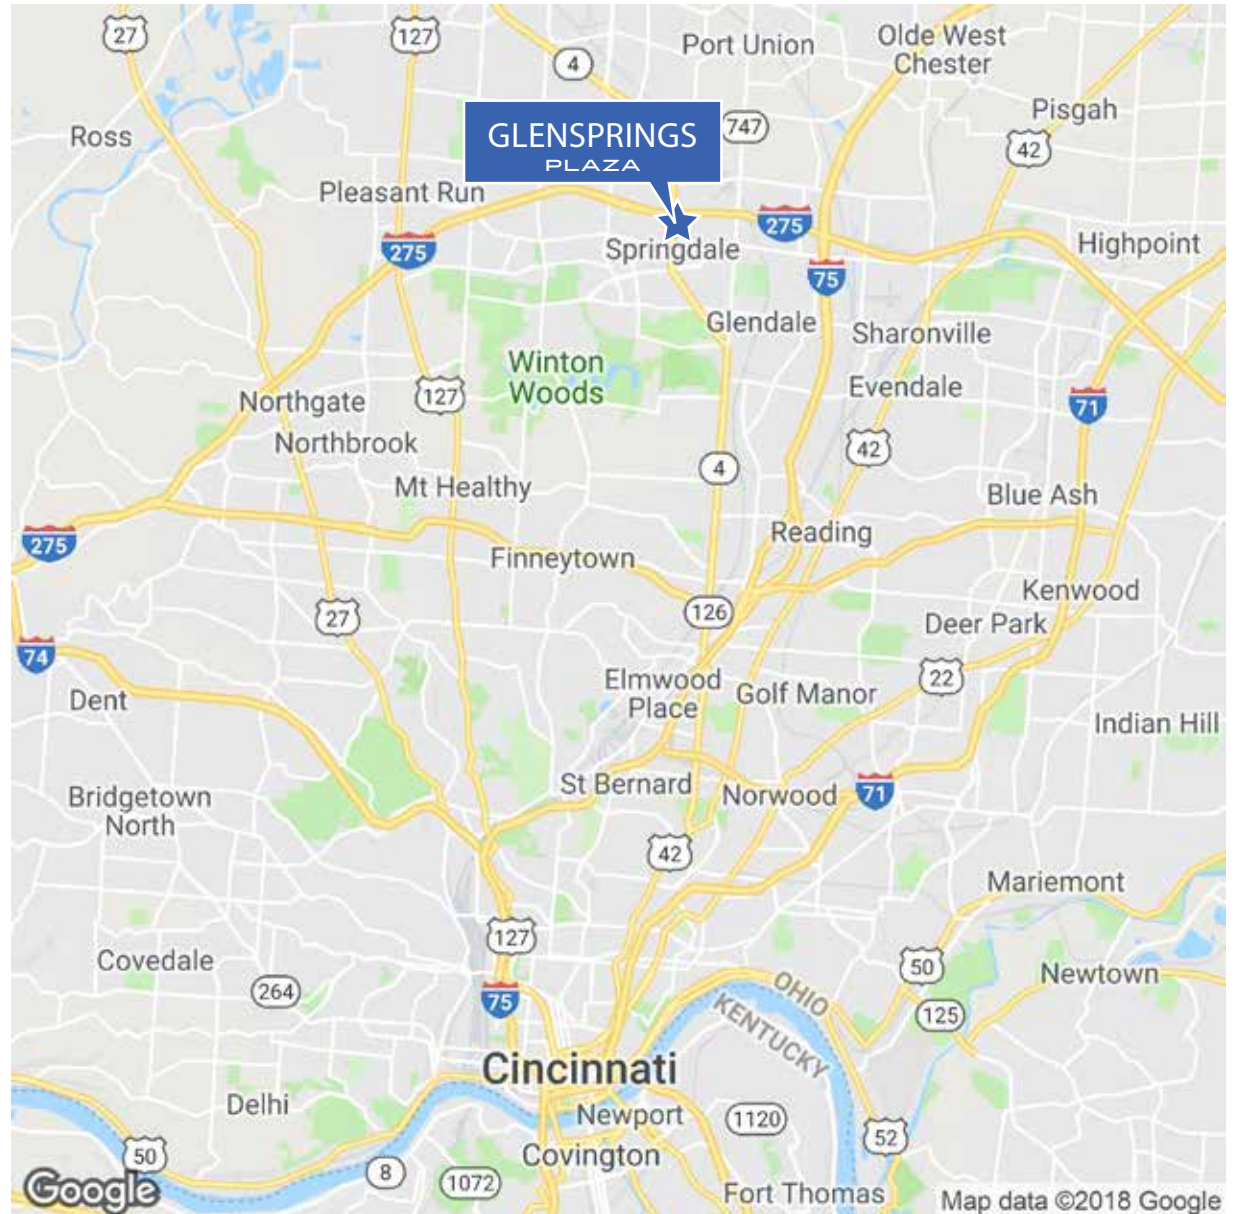 27
127
4
Port Union
Olde West
Chester
Pisgah
Ross
GLENSPRINGS
PLAZA
747
42
Pleasant Run
275
Springdale
275
Highpoint
75
Glendale
Sharonville
Winton
Woods
Evendale
127
Northgate
71
Northbrook
42
4
Mt Healthy
Blue Ash
Reading
275
Finneytown
Kenwood
27
126
Deer Park
74
22
Elmwood
Place
Golf Manor
Dent
Indian Hill
St Bernard
Norwood
71
Bridgetown
North
42
Mariemont
127
Covedale
50
Newtown
264
75
OHIO
KENTUCKY
125
Cincinnati
Delhi
Newport
1120
52
50
Covington
8
1072
Fort Thomas
Google
Map data ©2018 Google